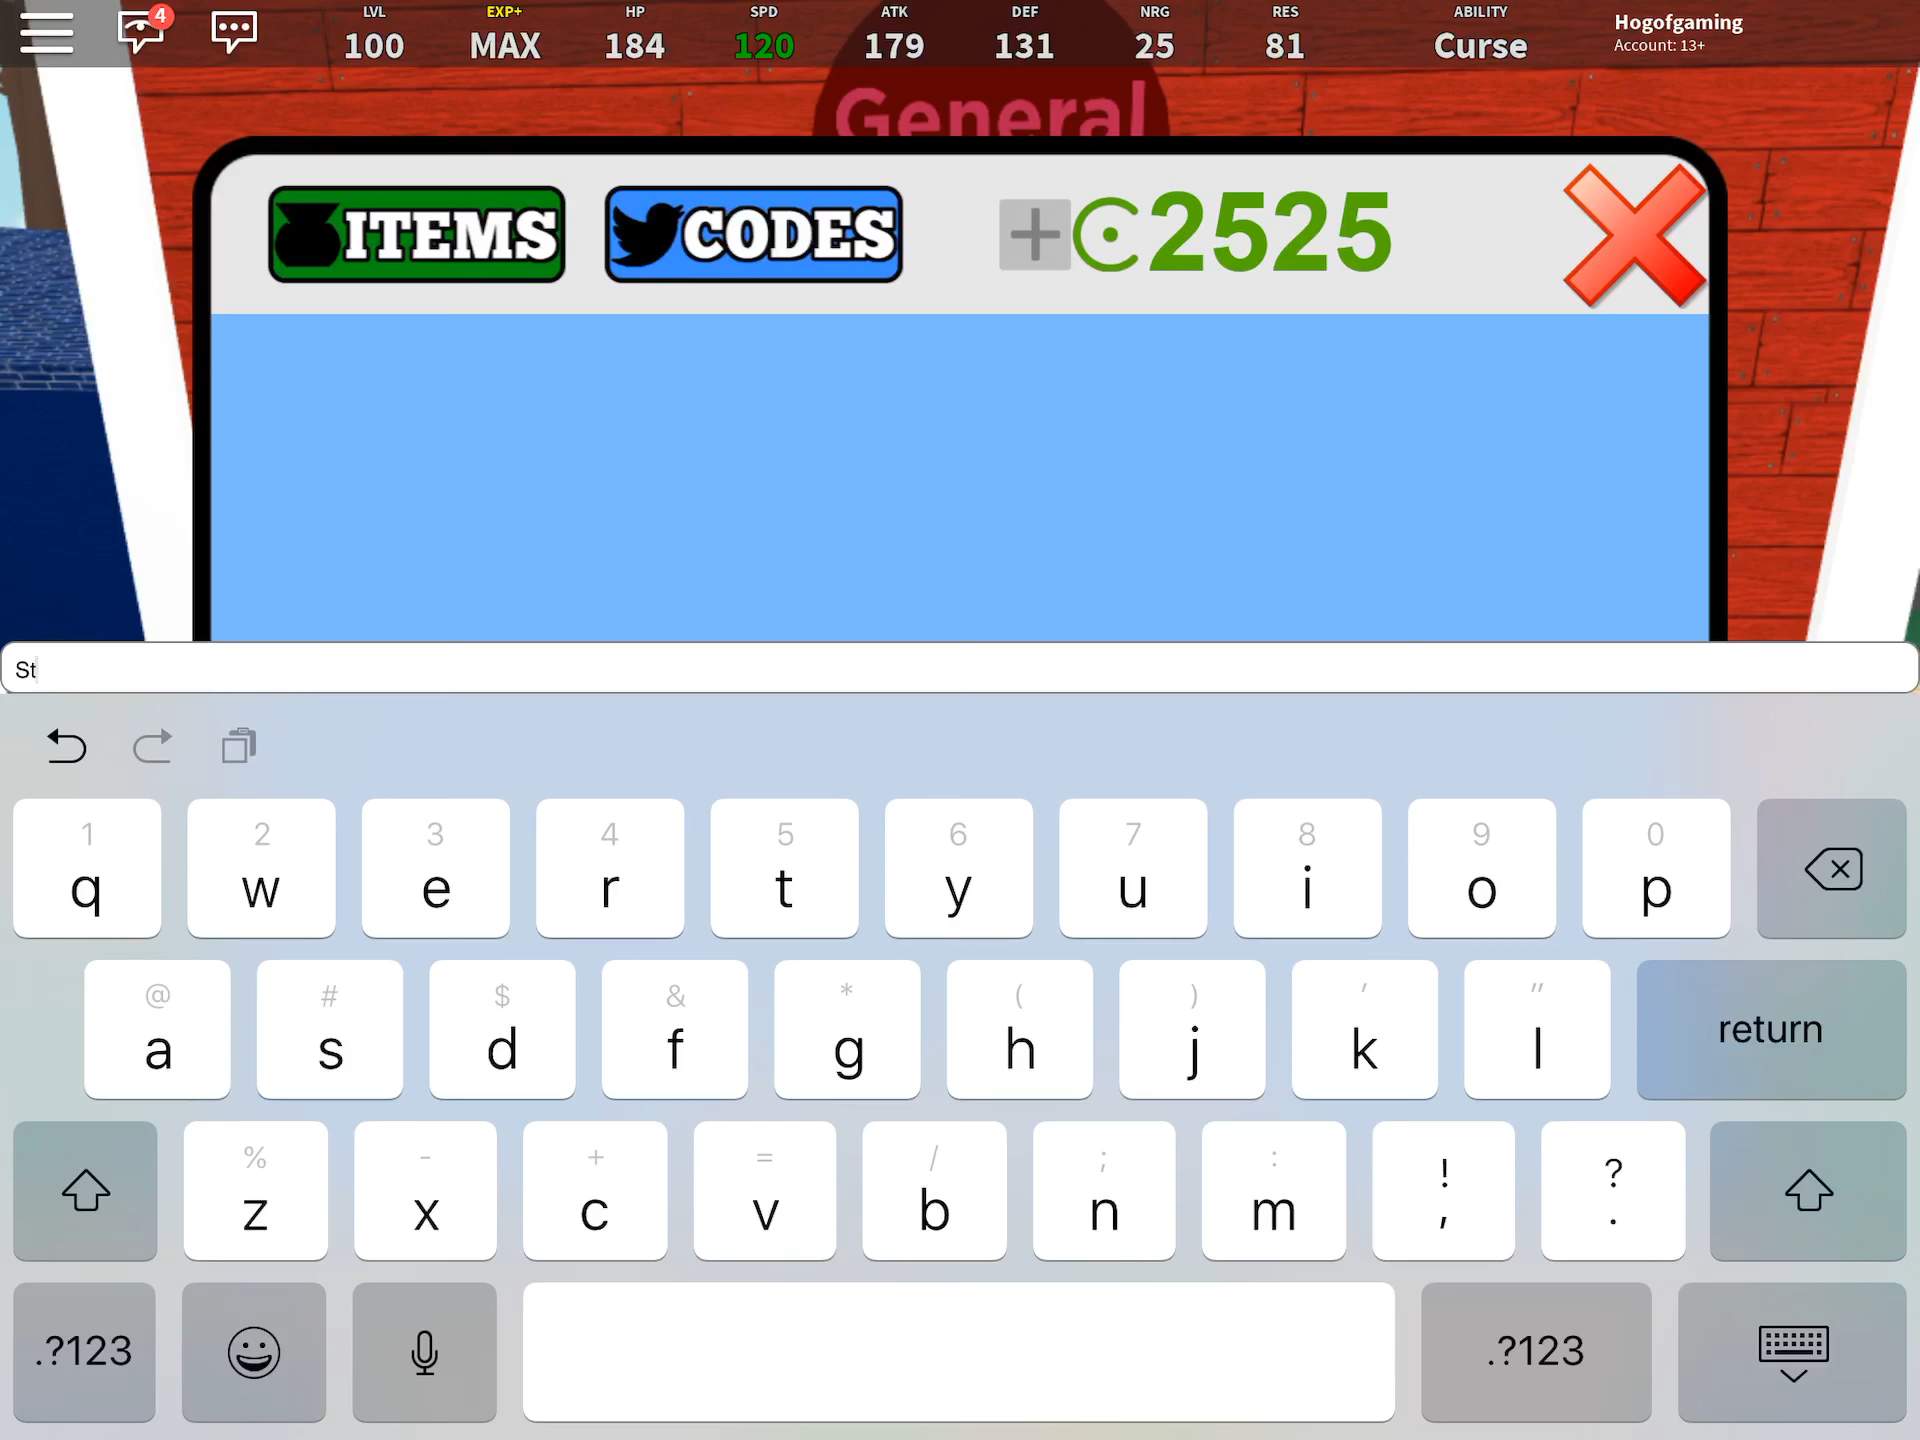 4
LVL EXP+ HP SPD ATK DEF NRG RES ABILITY
100 MAX 184 120 179 131 25 81 Curse
Hogofgaming
Account: 13+
General
ITEMS CODES + 2525
St
1 2 3 4 5 6 7 8 9 0
q w e r t y u i o p
@ # $ & * ( ) ' "
a s d f g h j k l return
% - + = / ; : ! ?
z x c v b n m , .
.?123 .?123